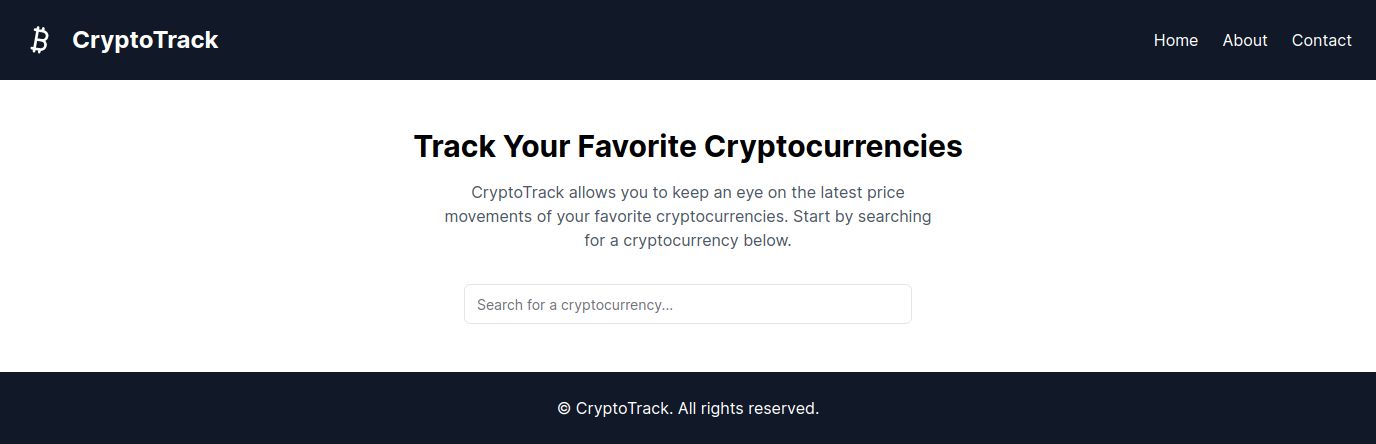 CryptoTrack
Home About Contact
Track Your Favorite Cryptocurrencies
CryptoTrack allows you to keep an eye on the latest price
movements of your favorite cryptocurrencies. Start by searching
for a cryptocurrency below.
Search for a cryptocurrency...
© CryptoTrack. All rights reserved.